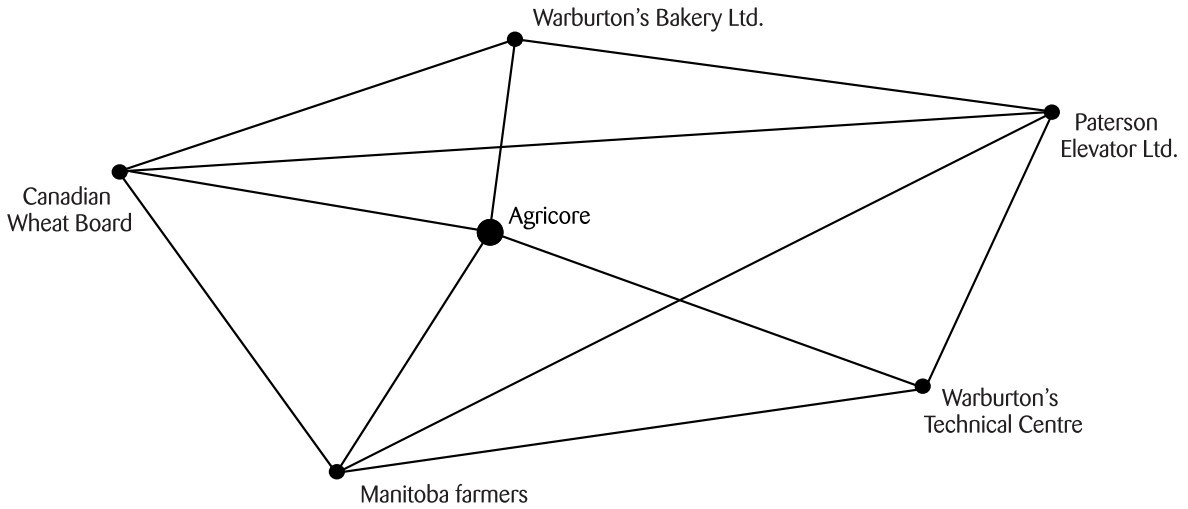 Warburton’s Bakery Ltd.
Paterson
Elevator Ltd.
Canadian
Wheat Board
Agricore
Warburton’s
Technical Centre
Manitoba farmers